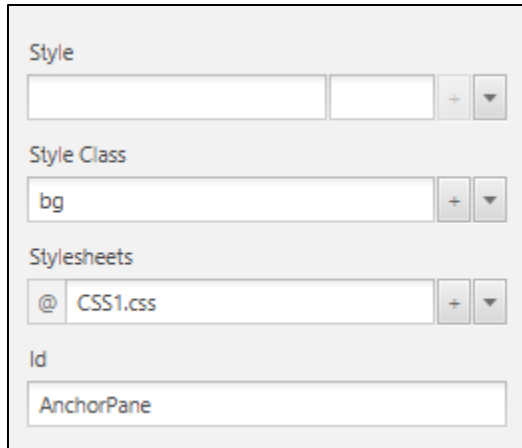 Style
+
Style Class
bg +
Stylesheets
@ CSS1.css +
Id
AnchorPane